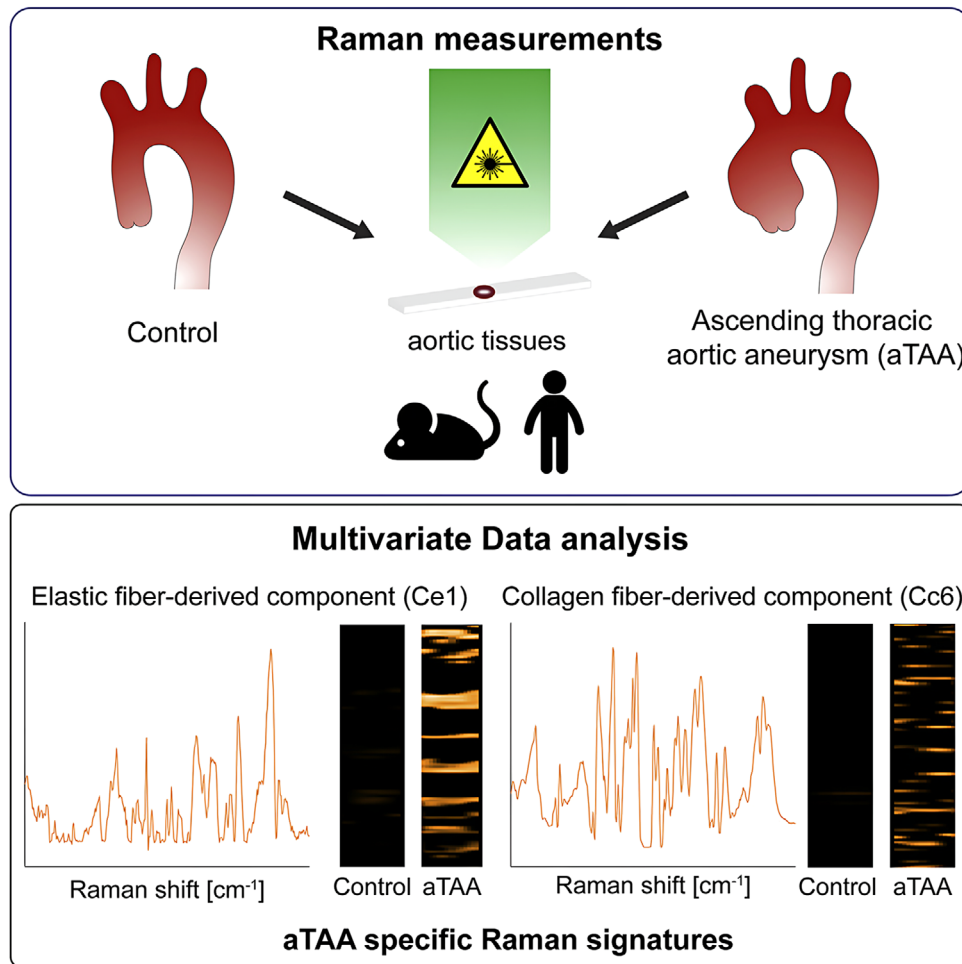 Raman measurements
Control
aortic tissues
Ascending thoracic
aortic aneurysm (aTAA)
Multivariate Data analysis
Elastic fiber-derived component (Ce1)
Collagen fiber-derived component (Cc6)
Raman shift [cm⁻¹]
Control
aTAA
Raman shift [cm⁻¹]
Control
aTAA
aTAA specific Raman signatures